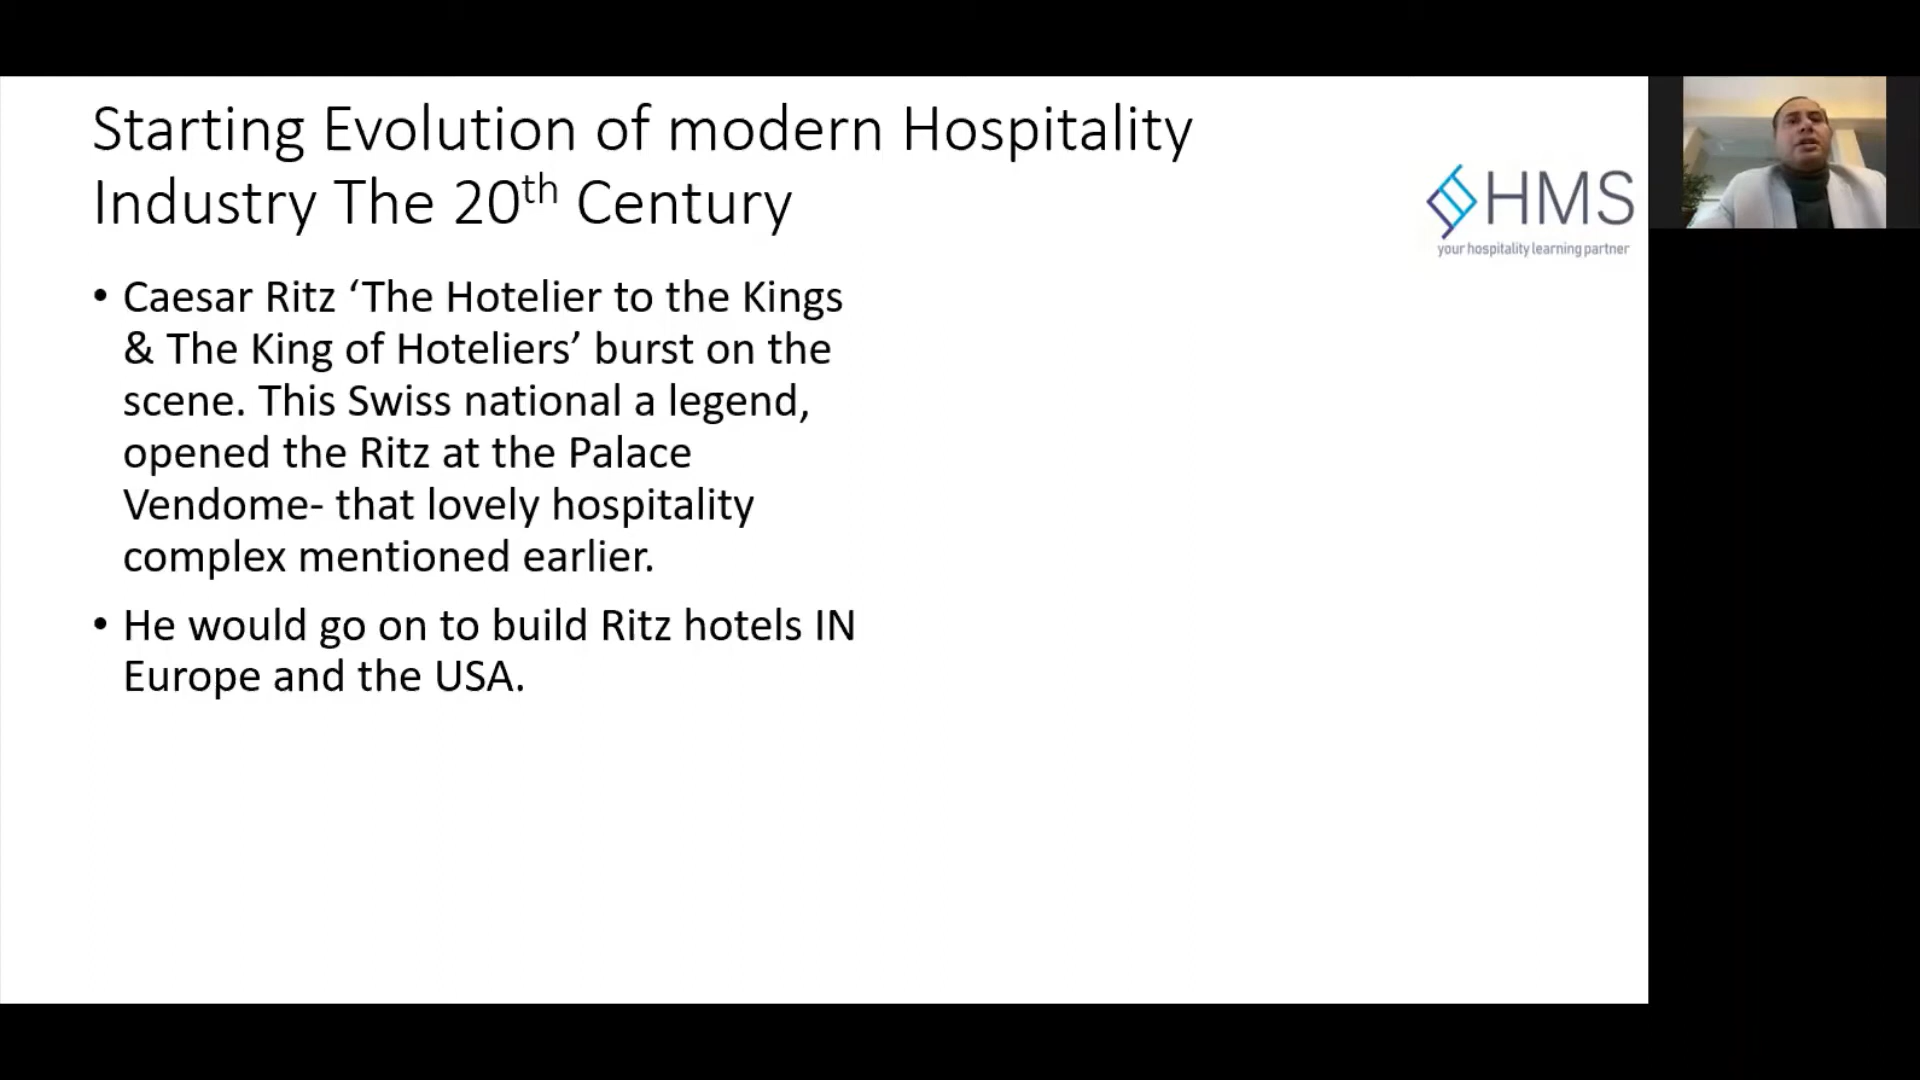 Starting Evolution of modern Hospitality
Industry The 20th Century
HMS
your hospitality learning partner
• Caesar Ritz ‘The Hotelier to the Kings
& The King of Hoteliers’ burst on the
scene. This Swiss national a legend,
opened the Ritz at the Palace
Vendome- that lovely hospitality
complex mentioned earlier.
• He would go on to build Ritz hotels IN
Europe and the USA.